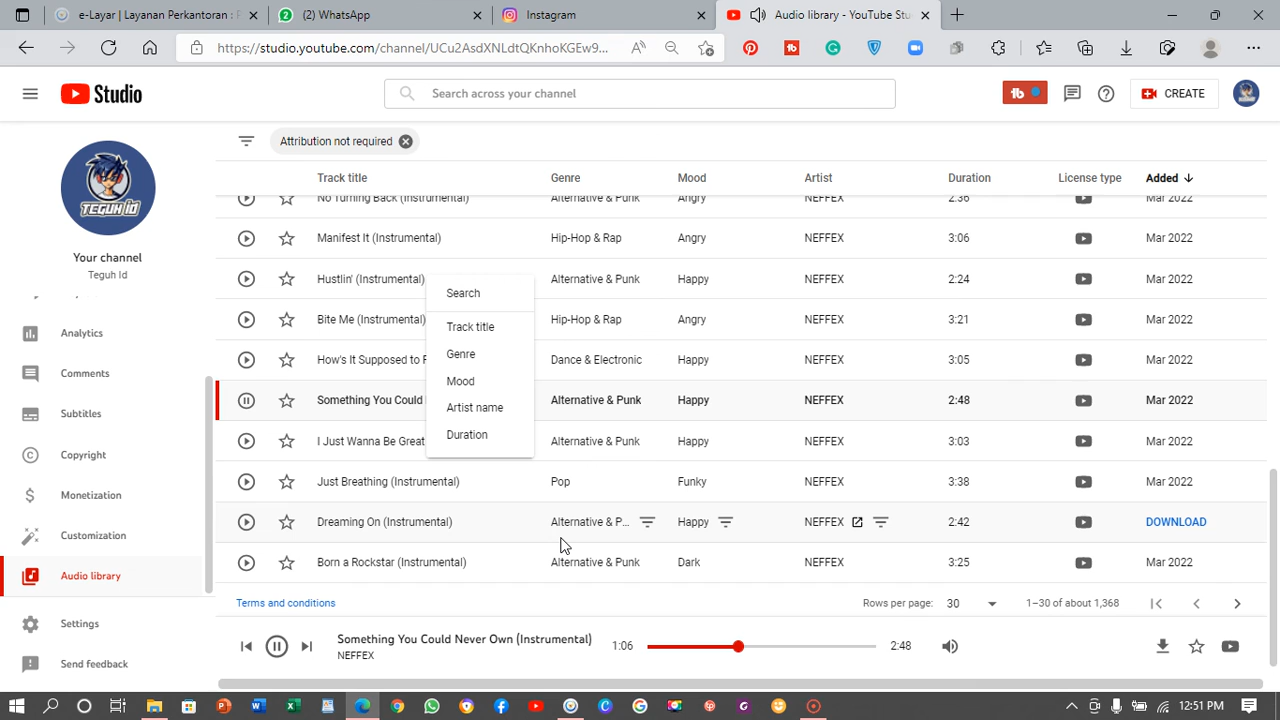 e-Layanan Perkantoran : F
(2) WhatsApp
Instagram
Audio library - YouTube Stu
https://studio.youtube.com/channel/UCu2AsdXNLdtQKnhoKGEw9...
Studio
Search across your channel
CREATE
TEGUH ID
Your channel
Teguh Id
Analytics
Comments
Subtitles
Copyright
Monetization
Customization
Audio library
Settings
Send feedback
Attribution not required
Track title Genre Mood Artist Duration License type Added
No Turning Back (Instrumental) Alternative & Punk Angry NEFFEX 2:36 Mar 2022
Manifest It (Instrumental) Hip-Hop & Rap Angry NEFFEX 3:06 Mar 2022
Hustlin' (Instrumental) Alternative & Punk Happy NEFFEX 2:24 Mar 2022
Bite Me (Instrumental) Hip-Hop & Rap Angry NEFFEX 3:21 Mar 2022
How's It Supposed to F Dance & Electronic Happy NEFFEX 3:05 Mar 2022
Something You Could Alternative & Punk Happy NEFFEX 2:48 Mar 2022
I Just Wanna Be Great Alternative & Punk Happy NEFFEX 3:03 Mar 2022
Just Breathing (Instrumental) Pop Funky NEFFEX 3:38 Mar 2022
Dreaming On (Instrumental) Alternative & P... Happy NEFFEX 2:42 DOWNLOAD
Born a Rockstar (Instrumental) Alternative & Punk Dark NEFFEX 3:25 Mar 2022
Search
Track title
Genre
Mood
Artist name
Duration
Terms and conditions Rows per page: 30 1–30 of about 1,368
Something You Could Never Own (Instrumental) 1:06 2:48
NEFFEX
12:51 PM